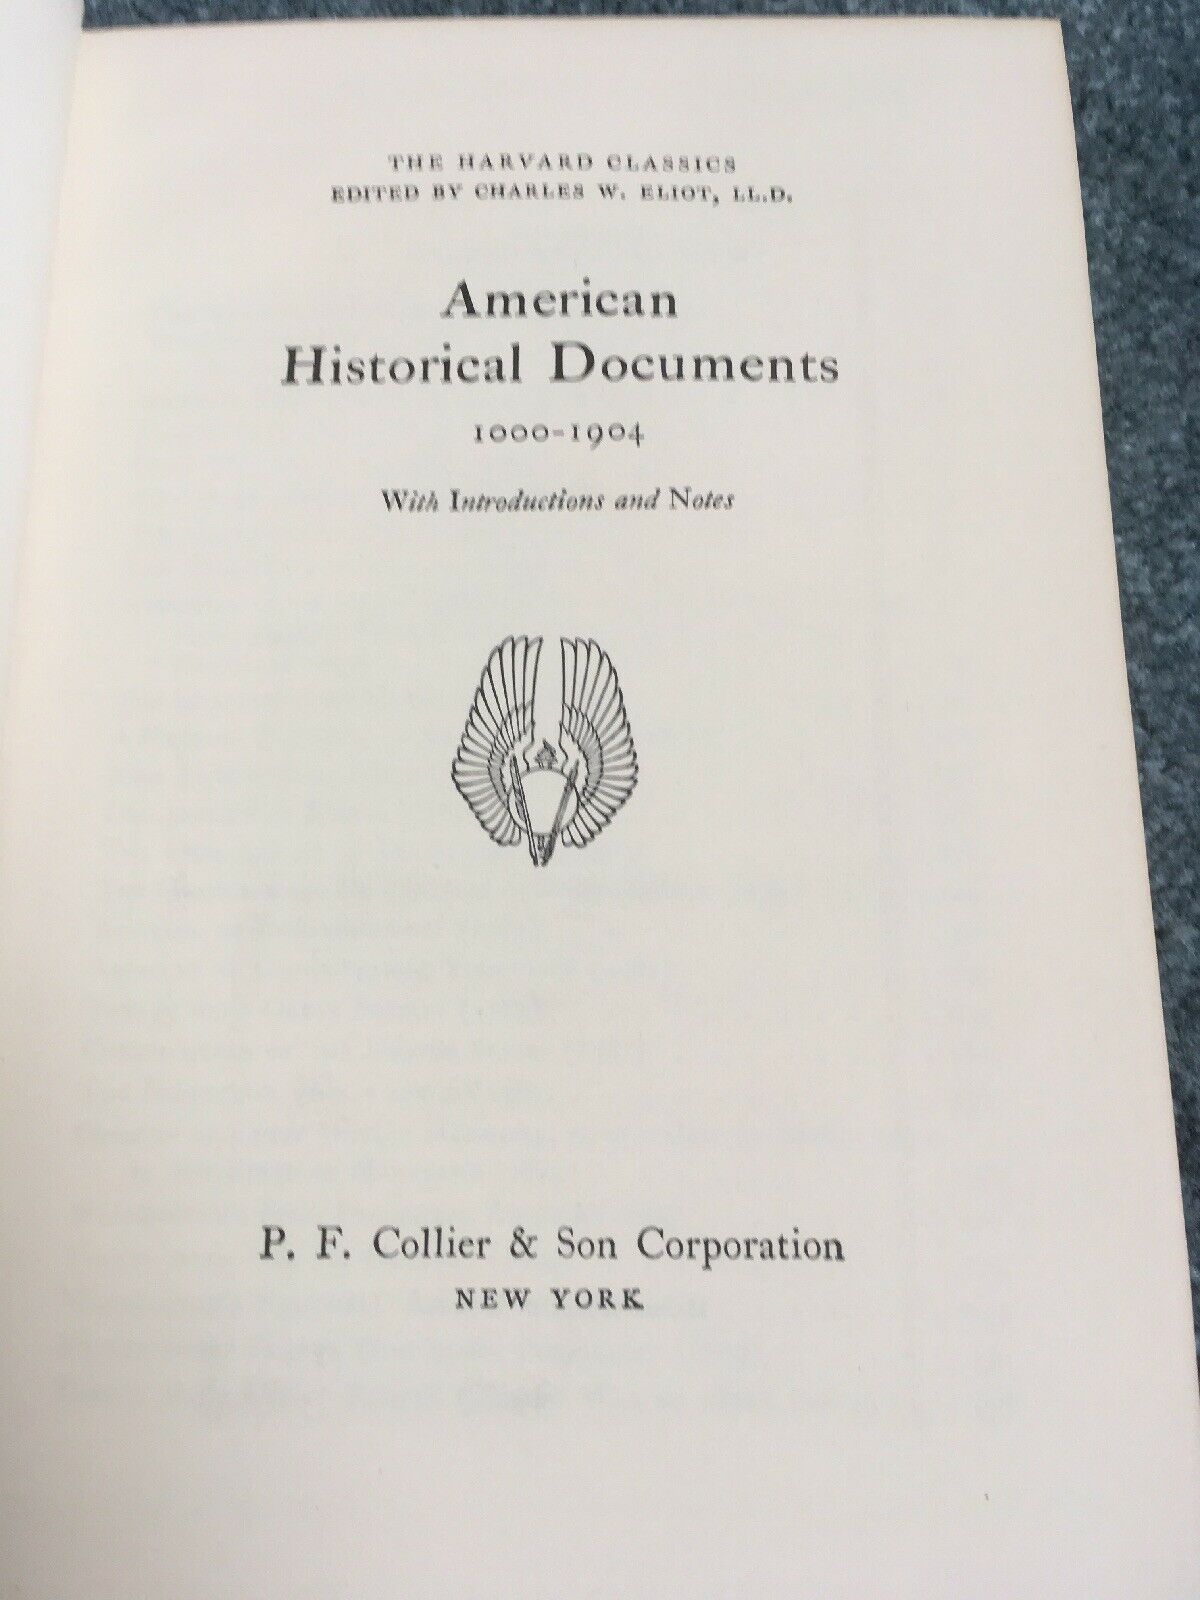 THE HARVARD CLASSICS
EDITED BY CHARLES W. ELIOT, LL.D.
American
Historical Documents
1000-1904
With Introductions and Notes
P. F. Collier & Son Corporation
NEW YORK